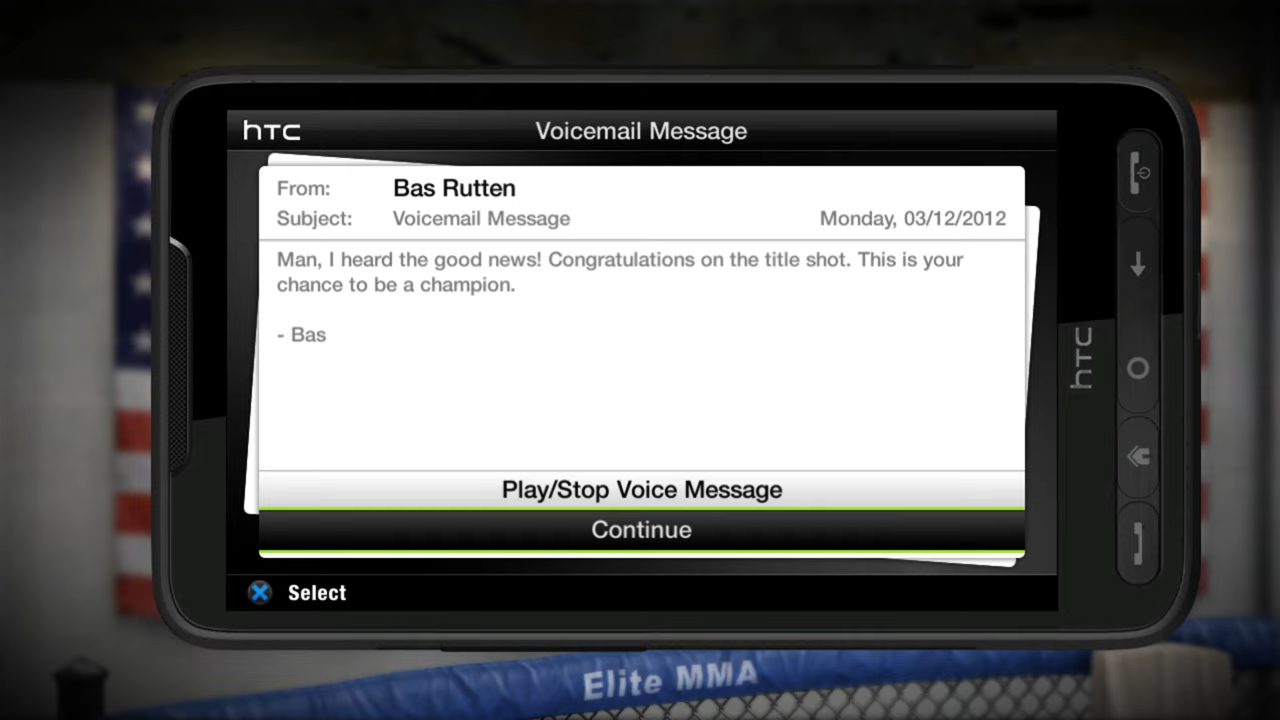 hTC
Voicemail Message
From: Bas Rutten
Subject: Voicemail Message Monday, 03/12/2012
Man, I heard the good news! Congratulations on the title shot. This is your
chance to be a champion.
- Bas
Play/Stop Voice Message
Continue
Select
hTC
Elite MMA